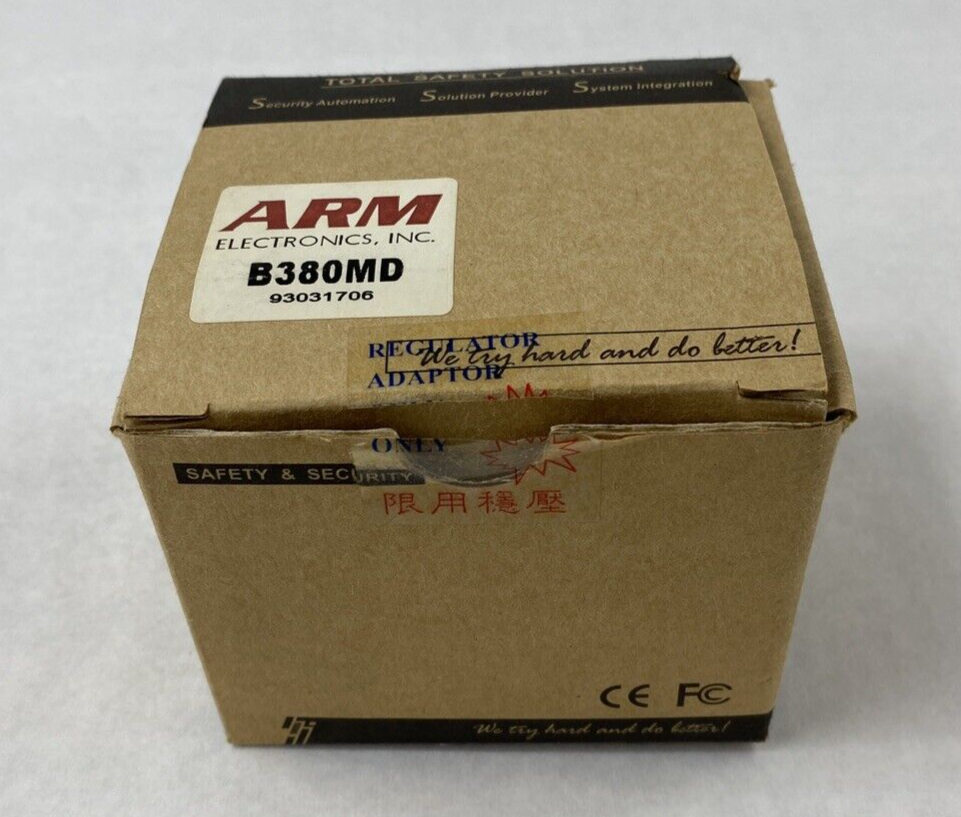 TOTAL SAFETY SOLUTION
Security Automation Solution Provider System Integration
ARM
ELECTRONICS, INC.
B380MD
93031706
REGULATOR
We try hard and do better!
ADAPTOR
ONLY
SAFETY & SECURITY
限用穩壓
CE FC
We try hard and do better!